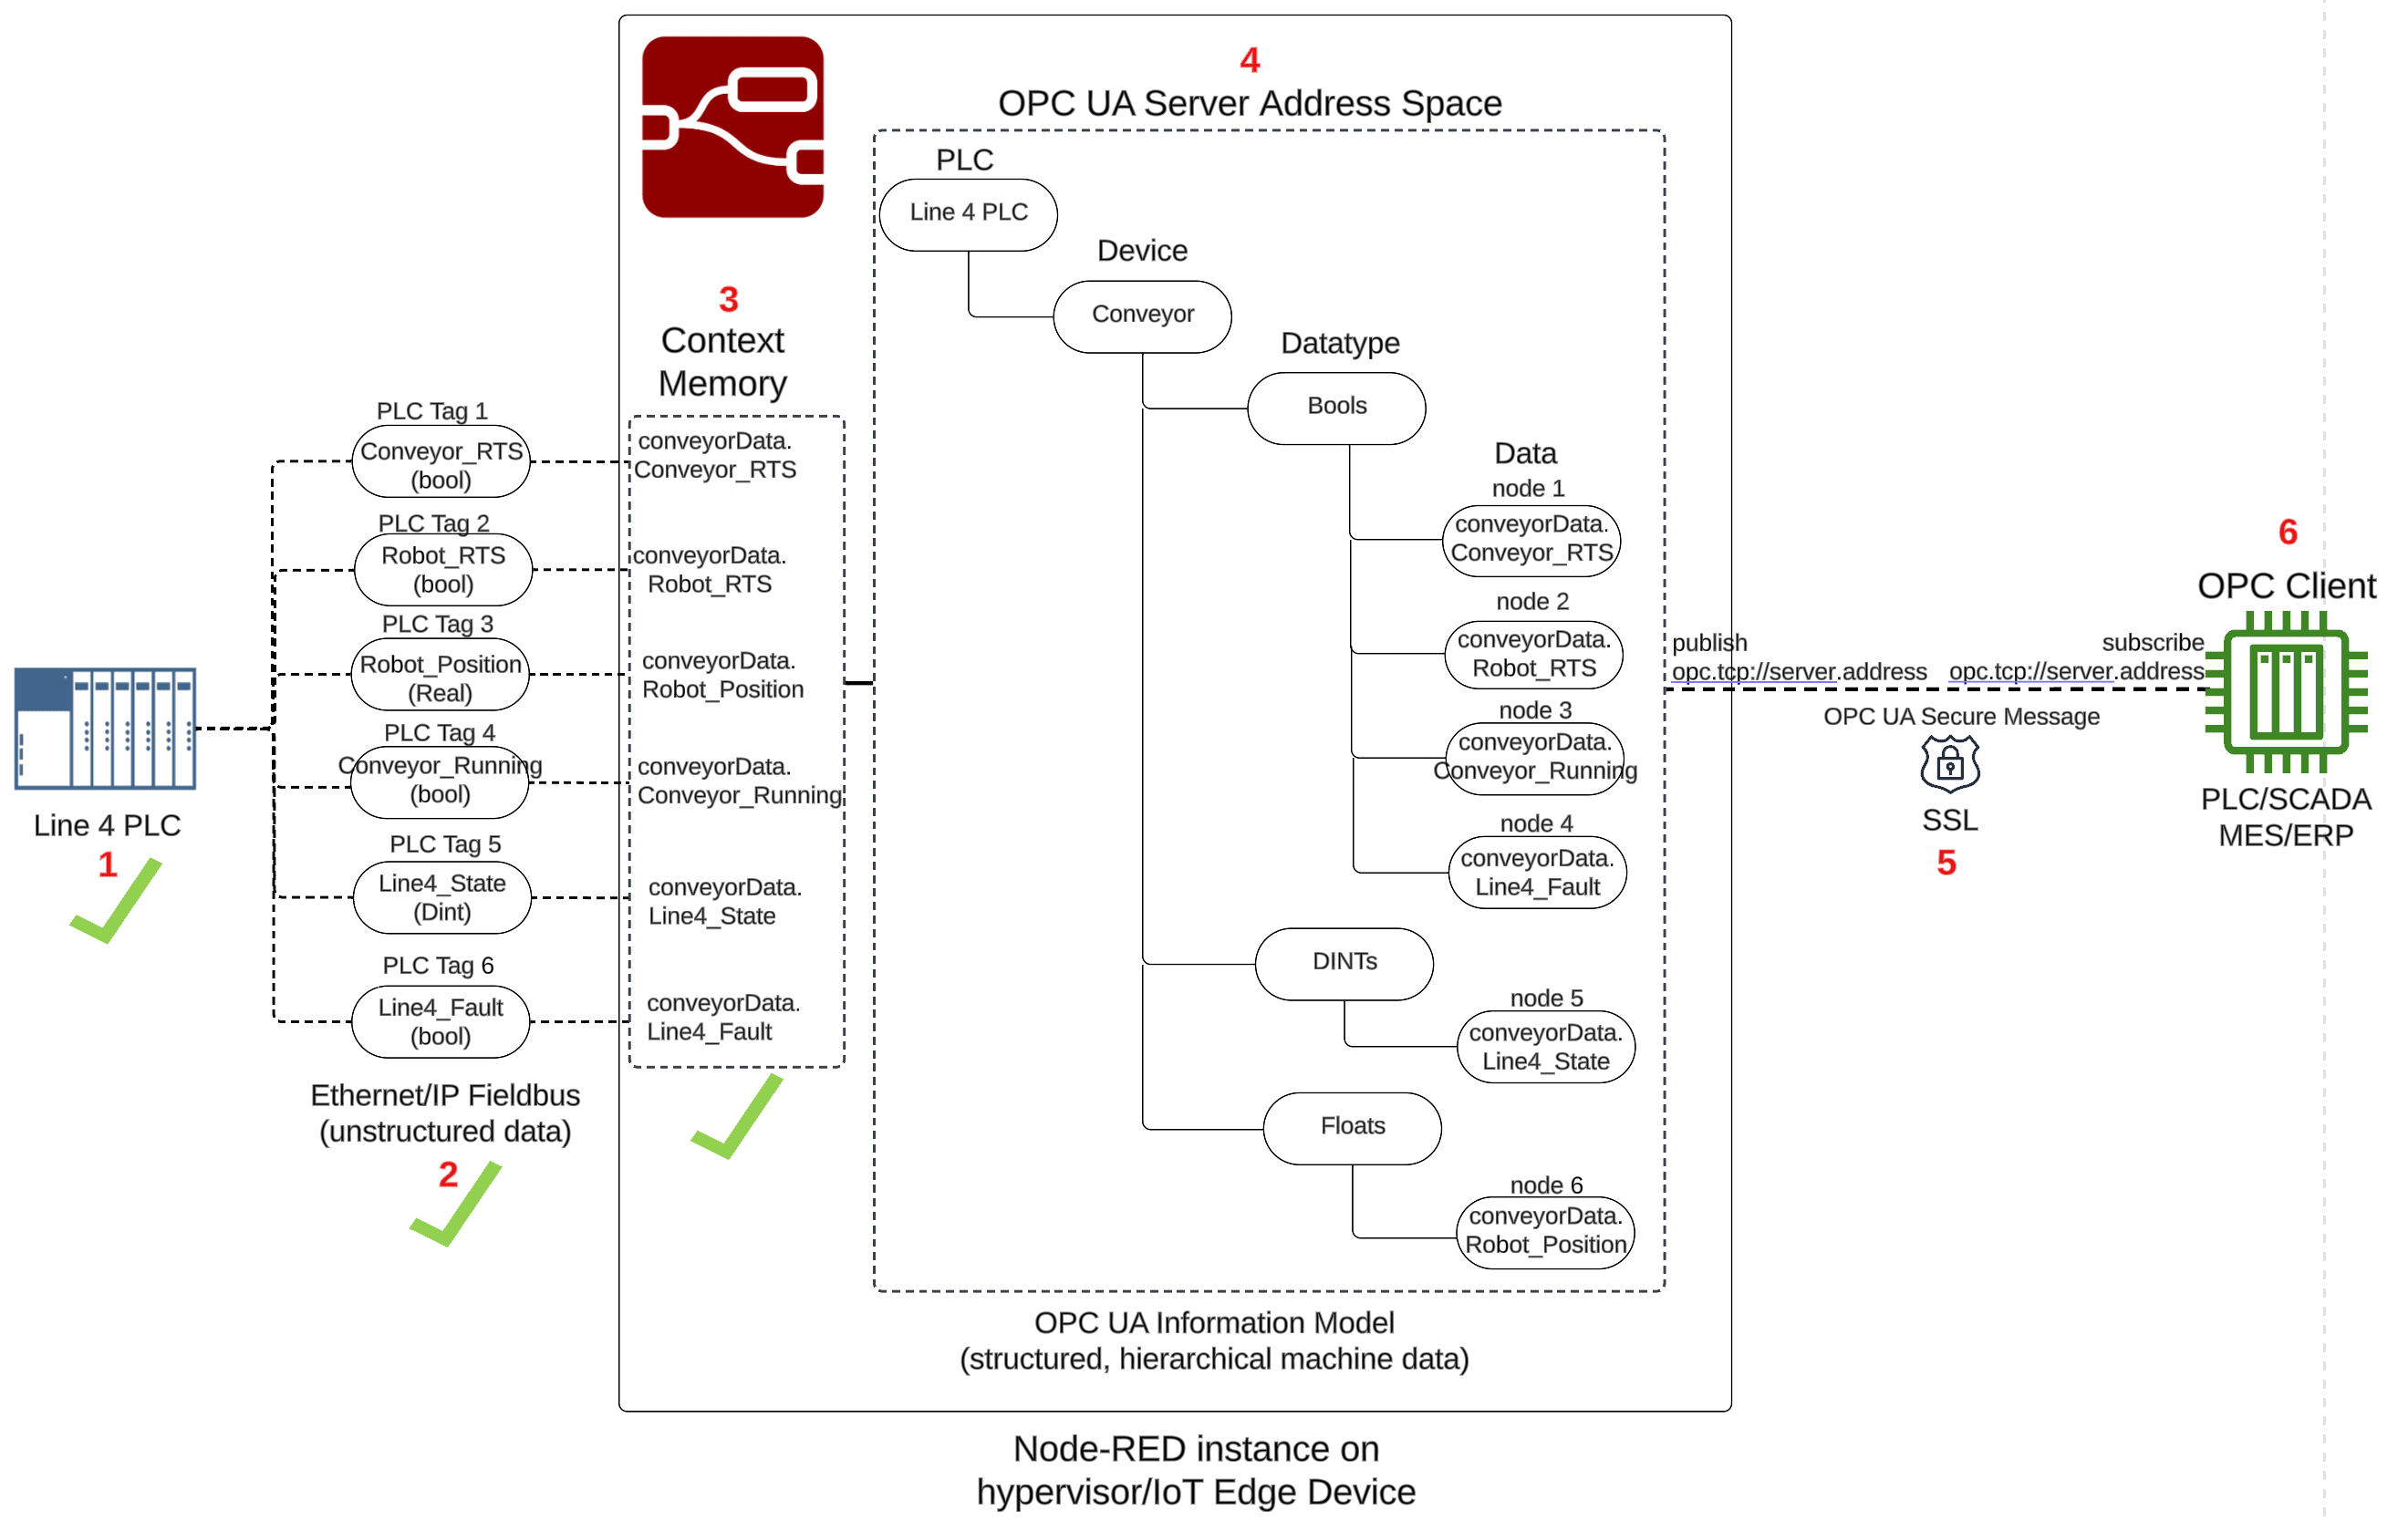 4
OPC UA Server Address Space
PLC
Line 4 PLC
Device
Conveyor
Datatype
Bools
Data
node 1
conveyorData.
Conveyor_RTS
node 2
conveyorData.
Robot_RTS
node 3
conveyorData.
Conveyor_Running
node 4
conveyorData.
Line4_Fault
DINTs
node 5
conveyorData.
Line4_State
Floats
node 6
conveyorData.
Robot_Position
OPC UA Information Model
(structured, hierarchical machine data)
Node-RED instance on
hypervisor/IoT Edge Device
3
Context
Memory
conveyorData.
Conveyor_RTS
conveyorData.
Robot_RTS
conveyorData.
Robot_Position
conveyorData.
Conveyor_Running
conveyorData.
Line4_State
conveyorData.
Line4_Fault
PLC Tag 1
Conveyor_RTS
(bool)
PLC Tag 2
Robot_RTS
(bool)
PLC Tag 3
Robot_Position
(Real)
PLC Tag 4
Conveyor_Running
(bool)
PLC Tag 5
Line4_State
(Dint)
PLC Tag 6
Line4_Fault
(bool)
Ethernet/IP Fieldbus
(unstructured data)
2
Line 4 PLC
1
publish
opc.tcp://server.address
subscribe
opc.tcp://server.address
OPC UA Secure Message
SSL
5
6
OPC Client
PLC/SCADA
MES/ERP